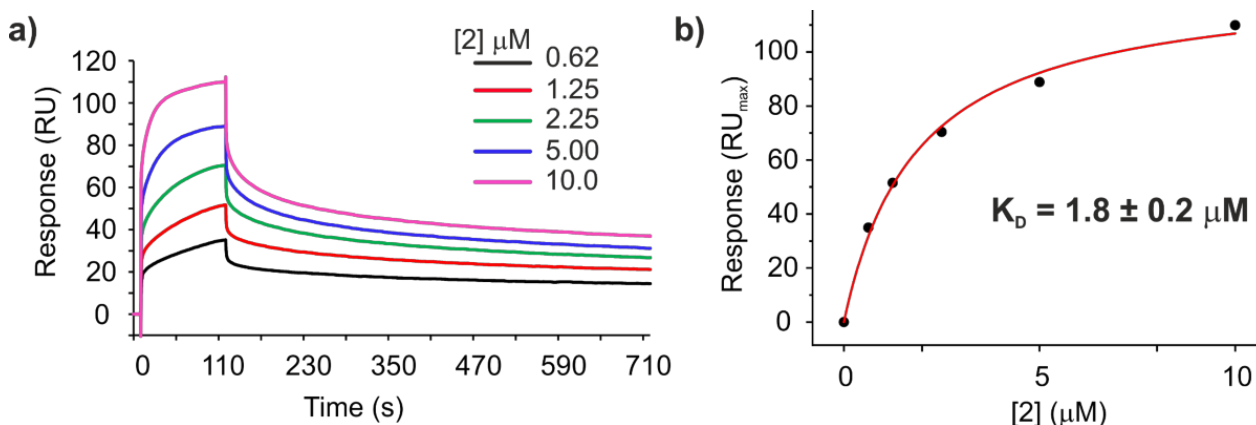 a)
[2] μM
0.62
1.25
2.25
5.00
10.0
120
100
80
60
40
20
0
Response (RU)
0 110 230 350 470 590 710
Time (s)
b)
100
80
60
40
20
0
Response (RUmax)
K_D = 1.8 ± 0.2 μM
0 5 10
[2] (μM)